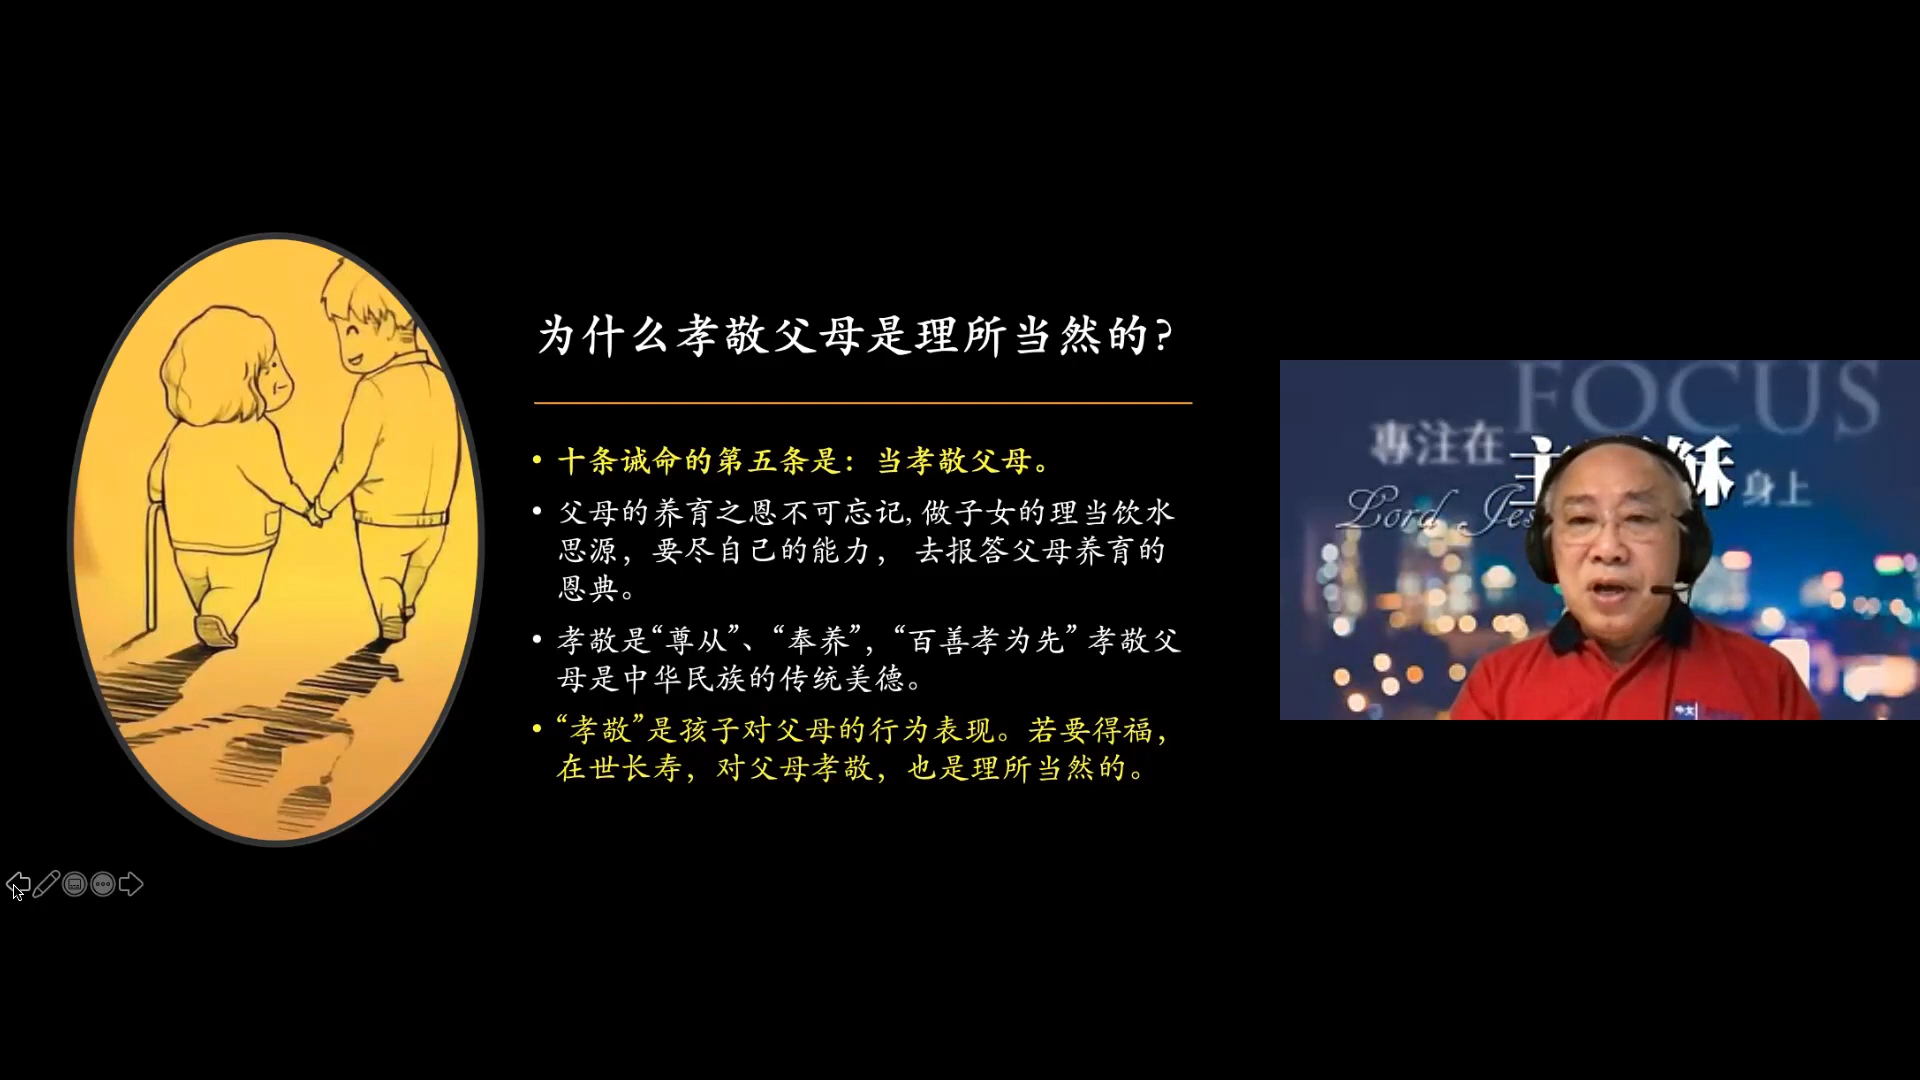 为什么孝敬父母是理所当然的?
• 十条诫命的第五条是：当孝敬父母。
• 父母的养育之恩不可忘记, 做子女的理当饮水
思源，要尽自己的能力， 去报答父母养育的
恩典。
• 孝敬是“尊从”、“奉养”，“百善孝为先” 孝敬父
母是中华民族的传统美德。
• “孝敬”是孩子对父母的行为表现。若要得福，
在世长寿，对父母孝敬，也是理所当然的。
FOCUS
專注在
主
穌
身上
Lord
中文